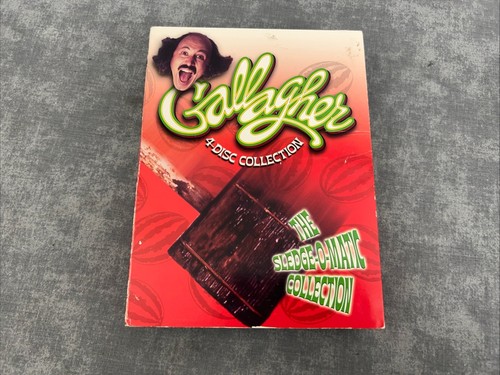 Gallagher
4-DISC COLLECTION
THE
SLEDGE-O-MATIC
COLLECTION